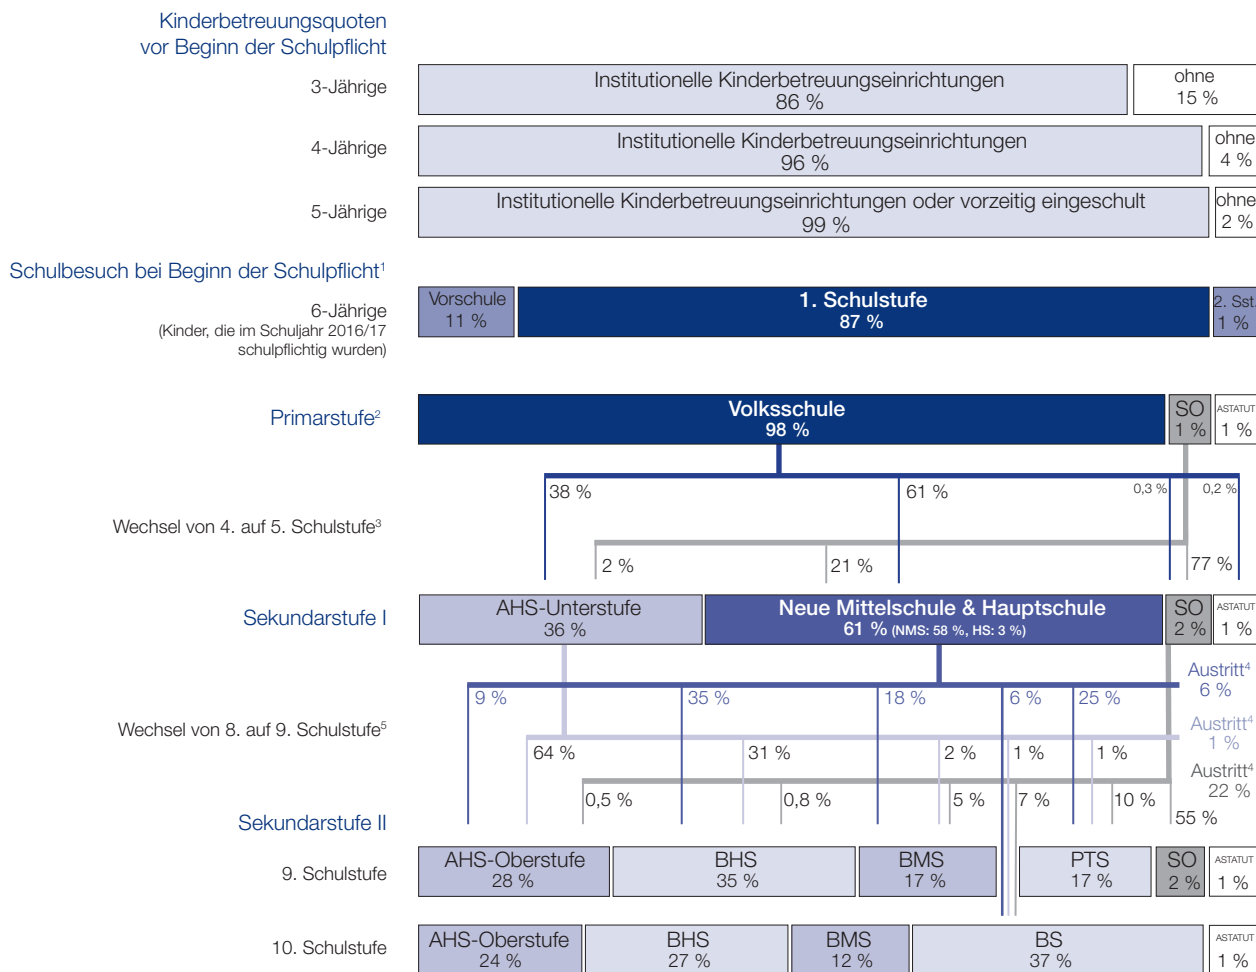 Kinderbetreuungsquoten
vor Beginn der Schulpflicht
3-Jährige
Institutionelle Kinderbetreuungseinrichtungen
86 %
ohne
15 %
4-Jährige
Institutionelle Kinderbetreuungseinrichtungen
96 %
ohne
4 %
5-Jährige
Institutionelle Kinderbetreuungseinrichtungen oder vorzeitig eingeschult
99 %
ohne
2 %
Schulbesuch bei Beginn der Schulpflicht¹
6-Jährige
(Kinder, die im Schuljahr 2016/17
schulpflichtig wurden)
Vorschule
11 %
1. Schulstufe
87 %
2. Sst.
1 %
Primarstufe²
Volksschule
98 %
SO
1 %
ASTATUT
1 %
Wechsel von 4. auf 5. Schulstufe³
38 %
61 %
0,3 %
0,2 %
2 %
21 %
77 %
Sekundarstufe I
AHS-Unterstufe
36 %
Neue Mittelschule & Hauptschule
61 % (NMS: 58 %, HS: 3 %)
SO
2 %
ASTATUT
1 %
Wechsel von 8. auf 9. Schulstufe⁵
9 %
35 %
18 %
6 %
25 %
Austritt⁴
6 %
64 %
31 %
2 %
1 %
1 %
Austritt⁴
1 %
0,5 %
0,8 %
5 %
7 %
10 %
55 %
Austritt⁴
22 %
Sekundarstufe II
9. Schulstufe
AHS-Oberstufe
28 %
BHS
35 %
BMS
17 %
PTS
17 %
SO
2 %
ASTATUT
1 %
10. Schulstufe
AHS-Oberstufe
24 %
BHS
27 %
BMS
12 %
BS
37 %
ASTATUT
1 %